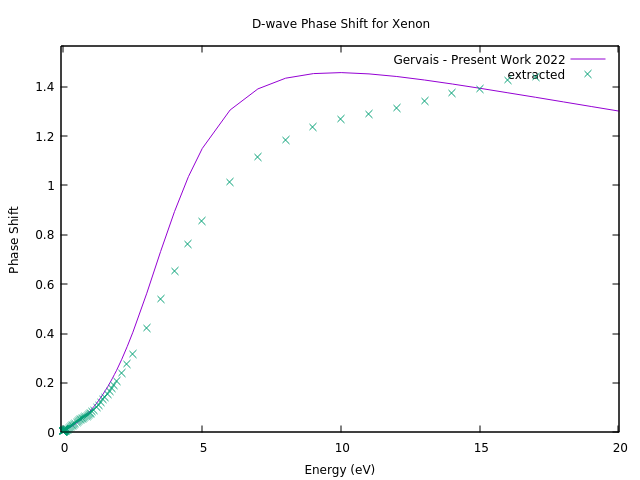 D-wave Phase Shift for Xenon
Gervais - Present Work 2022
extracted
Phase Shift
1.4
1.2
1
0.8
0.6
0.4
0.2
0
0 5 10 15 20
Energy (eV)